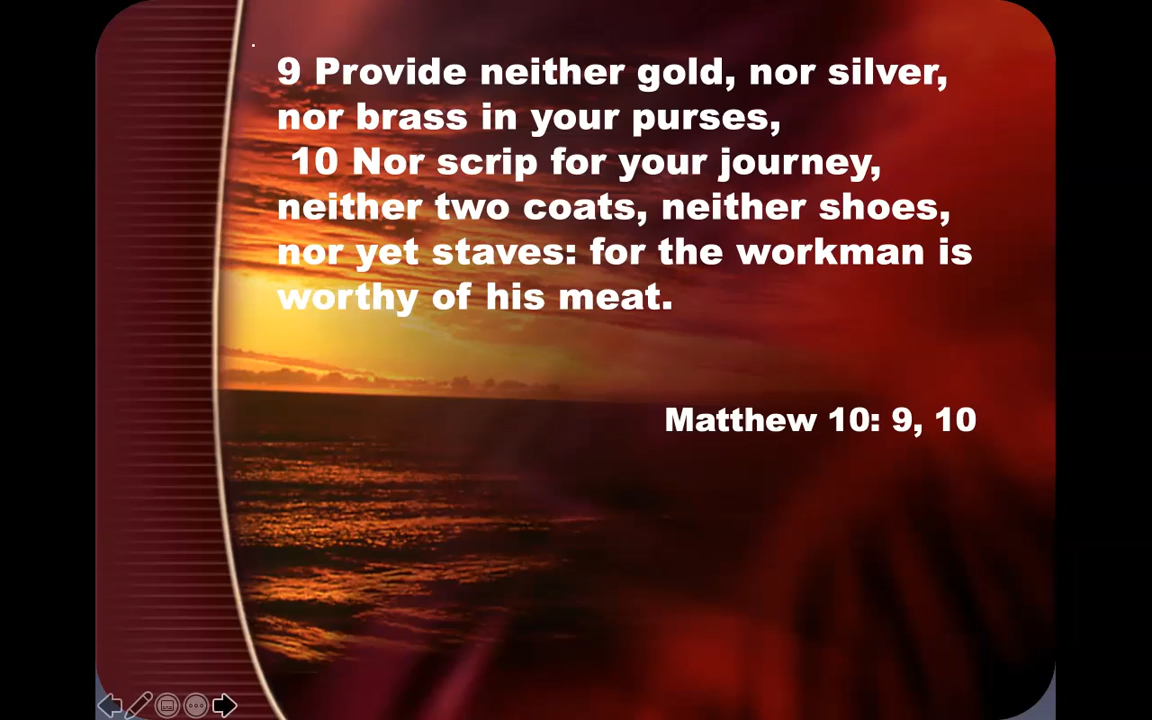 9 Provide neither gold, nor silver,
nor brass in your purses,
10 Nor scrip for your journey,
neither two coats, neither shoes,
nor yet staves: for the workman is
worthy of his meat.
Matthew 10: 9, 10